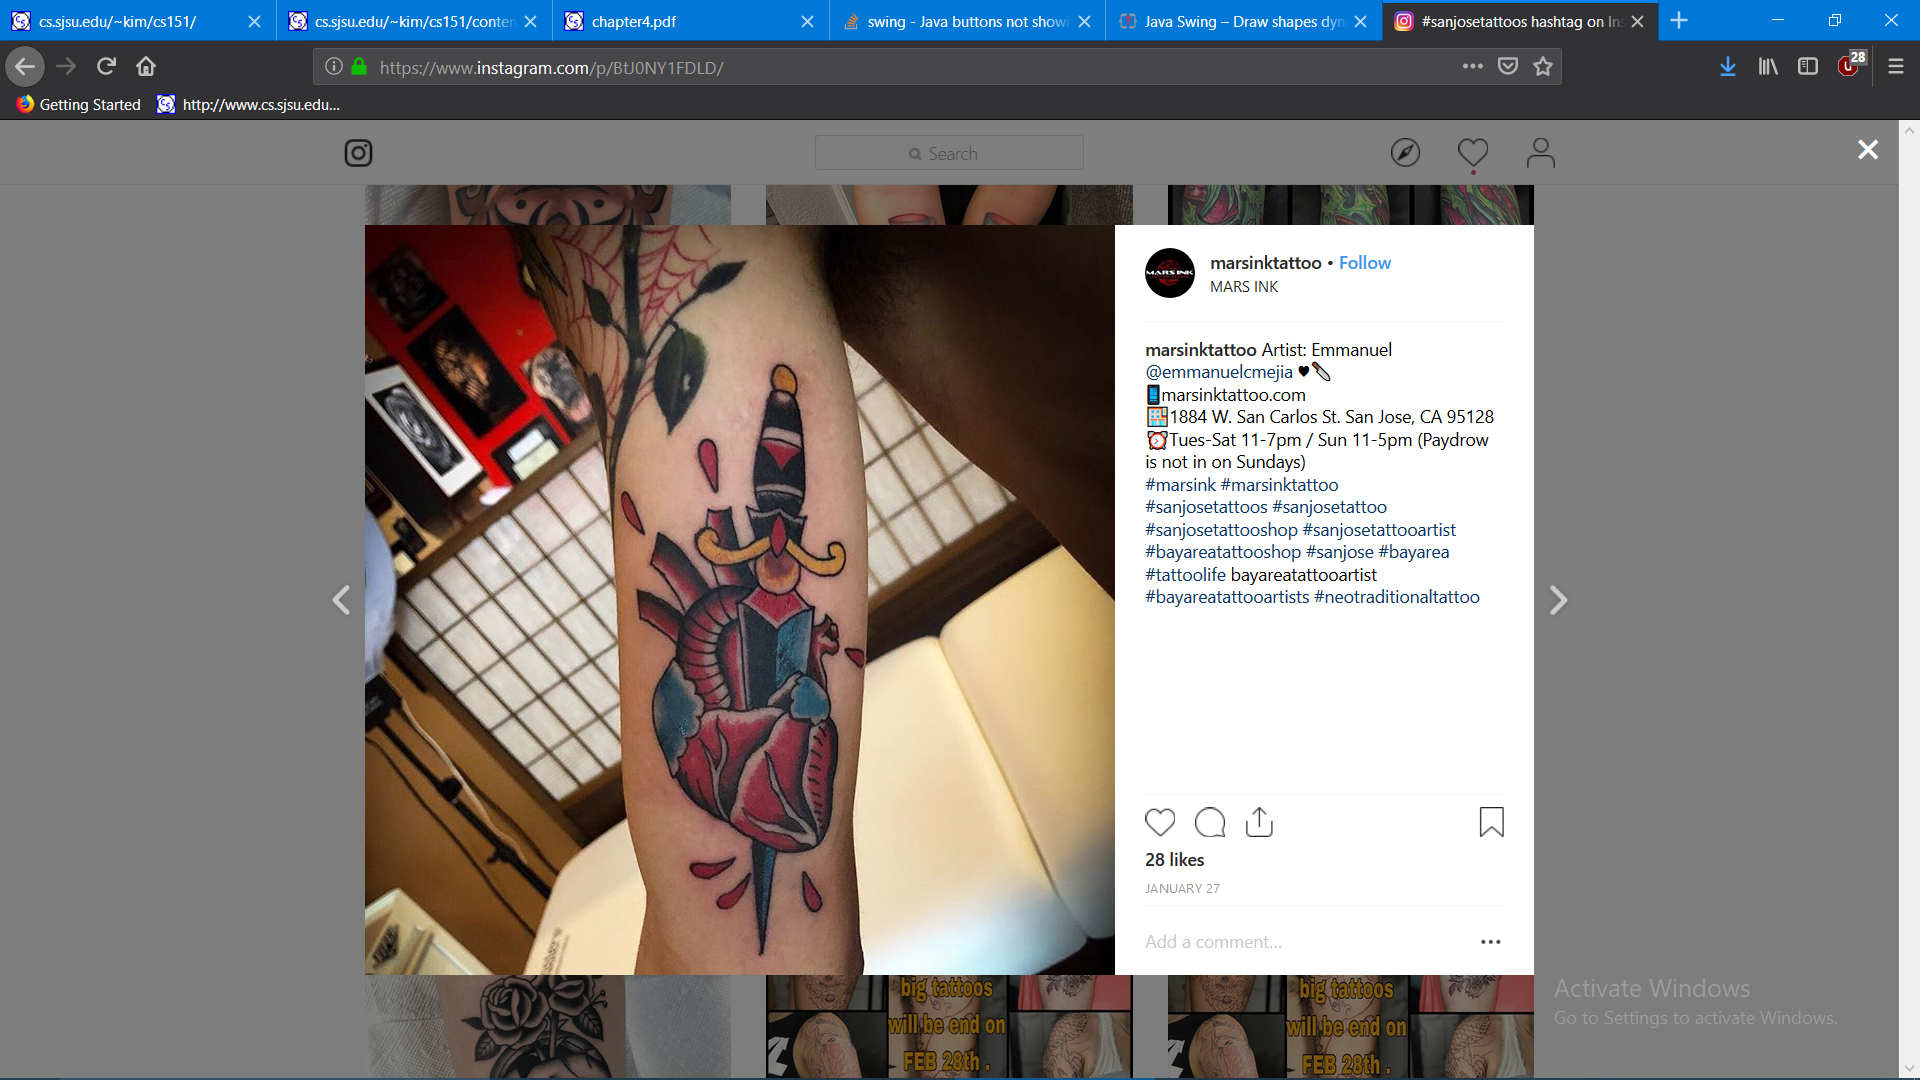 cs.sjsu.edu/~kim/cs151/
cs.sjsu.edu/~kim/cs151/conten
chapter4.pdf
swing - Java buttons not showi
Java Swing – Draw shapes dyn
#sanjosetattoos hashtag on Ins
https://www.instagram.com/p/BtJ0NY1FDLD/
28
Getting Started
http://www.cs.sjsu.edu...
Search
MARS INK
marsinktattoo • Follow
MARS INK
marsinktattoo Artist: Emmanuel
@emmanuelcmejia ♥🔪
📱marsinktattoo.com
🏪1884 W. San Carlos St. San Jose, CA 95128
⏰Tues-Sat 11-7pm / Sun 11-5pm (Paydrow
is not in on Sundays)
#marsink #marsinktattoo
#sanjosetattoos #sanjosetattoo
#sanjosetattooshop #sanjosetattooartist
#bayareatattooshop #sanjose #bayarea
#tattoolife bayareatattooartist
#bayareatattooartists #neotraditionaltattoo
28 likes
JANUARY 27
Add a comment...
big tattoos
will be end on
FEB 28th .
big tattoos
will be end on
FEB 28th .
Activate Windows
Go to Settings to activate Windows.